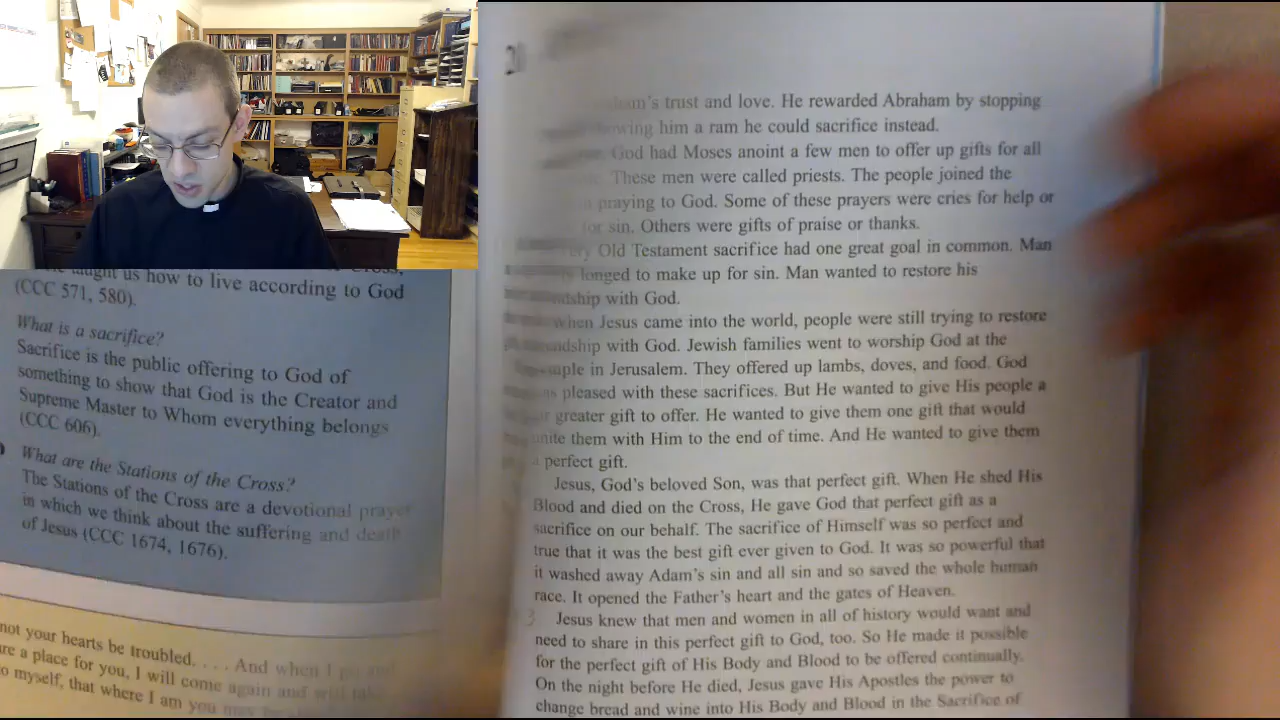 taught us how to live according to God
(CCC 571, 580).
What is a sacrifice?
Sacrifice is the public offering to God of
something to show that God is the Creator and
Supreme Master to Whom everything belongs
(CCC 606).
What are the Stations of the Cross?
The Stations of the Cross are a devotional prayer
in which we think about the suffering and death
of Jesus (CCC 1674, 1676).
not your hearts be troubled. . . . And when I go and
a place for you, I will come again and will take
myself, that where I am you may be
trust and love. He rewarded Abraham by stopping
him a ram he could sacrifice instead.
God had Moses anoint a few men to offer up gifts for all
These men were called priests. The people joined the
praying to God. Some of these prayers were cries for help or
for sin. Others were gifts of praise or thanks.
Old Testament sacrifice had one great goal in common. Man
longed to make up for sin. Man wanted to restore his
with God.
when Jesus came into the world, people were still trying to restore
with God. Jewish families went to worship God at the
in Jerusalem. They offered up lambs, doves, and food. God
pleased with these sacrifices. But He wanted to give His people a
greater gift to offer. He wanted to give them one gift that would
unite them with Him to the end of time. And He wanted to give them
a perfect gift.
Jesus, God's beloved Son, was that perfect gift. When He shed His
Blood and died on the Cross, He gave God that perfect gift as a
sacrifice on our behalf. The sacrifice of Himself was so perfect and
true that it was the best gift ever given to God. It was so powerful that
it washed away Adam's sin and all sin and so saved the whole human
race. It opened the Father's heart and the gates of Heaven.
Jesus knew that men and women in all of history would want and
need to share in this perfect gift to God, too. So He made it possible
for the perfect gift of His Body and Blood to be offered continually.
On the night before He died, Jesus gave His Apostles the power to
change bread and wine into His Body and Blood in the Sacrifice of